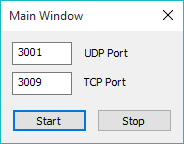 Main Window
3001 UDP Port
3009 TCP Port
Start Stop